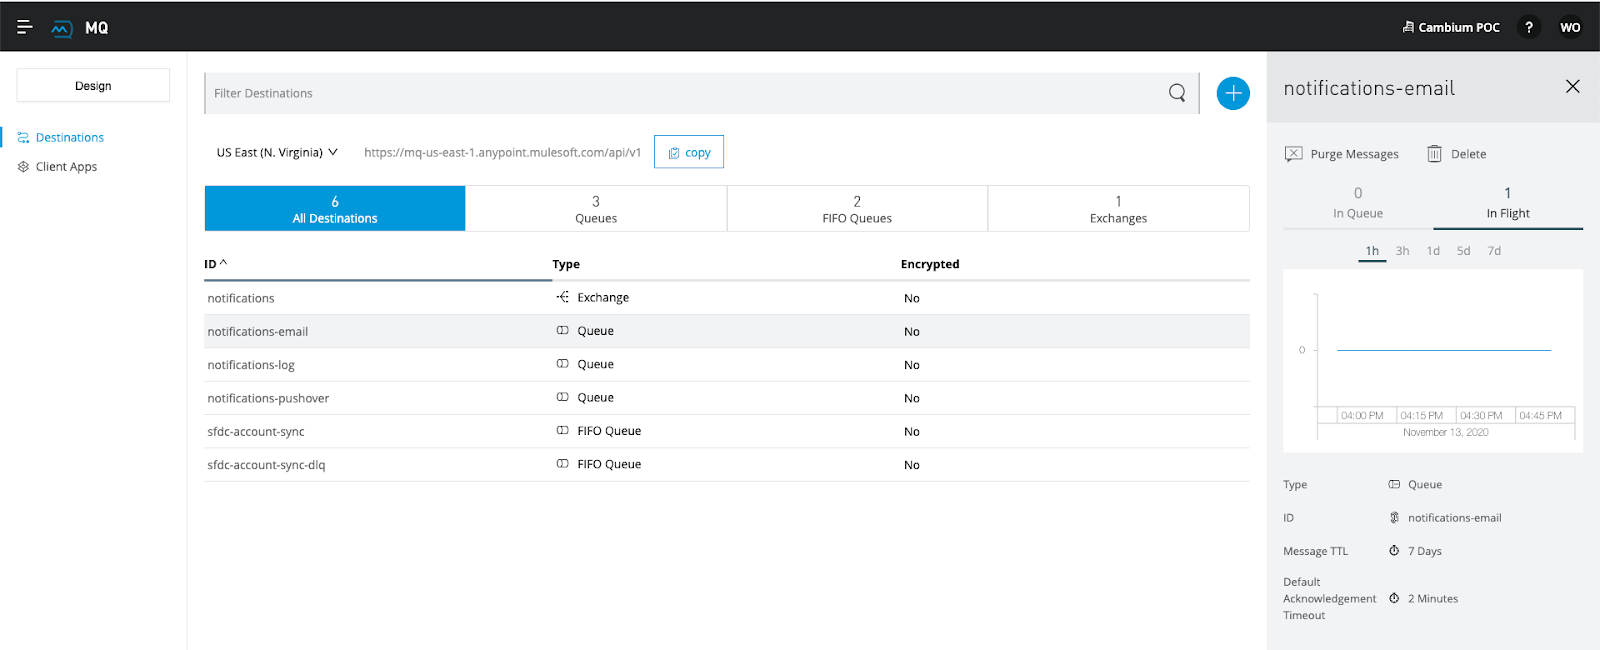 MQ
Cambium POC
?
WO
Design
Destinations
Client Apps
Filter Destinations
US East (N. Virginia)
https://mq-us-east-1.anypoint.mulesoft.com/api/v1
copy
6
All Destinations
3
Queues
2
FIFO Queues
1
Exchanges
ID Type Encrypted
notifications Exchange No
notifications-email Queue No
notifications-log Queue No
notifications-pushover Queue No
sfdc-account-sync FIFO Queue No
sfdc-account-sync-dlq FIFO Queue No
notifications-email
Purge Messages Delete
0
In Queue
1
In Flight
1h 3h 1d 5d 7d
0
04:00 PM 04:15 PM 04:30 PM 04:45 PM
November 13, 2020
Type Queue
ID notifications-email
Message TTL 7 Days
Default
Acknowledgement 2 Minutes
Timeout